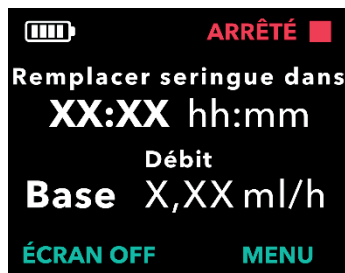 ARRÊTÉ
Remplacer seringue dans
XX:XX hh:mm
Débit
Base X,XX ml/h
ÉCRAN OFF MENU